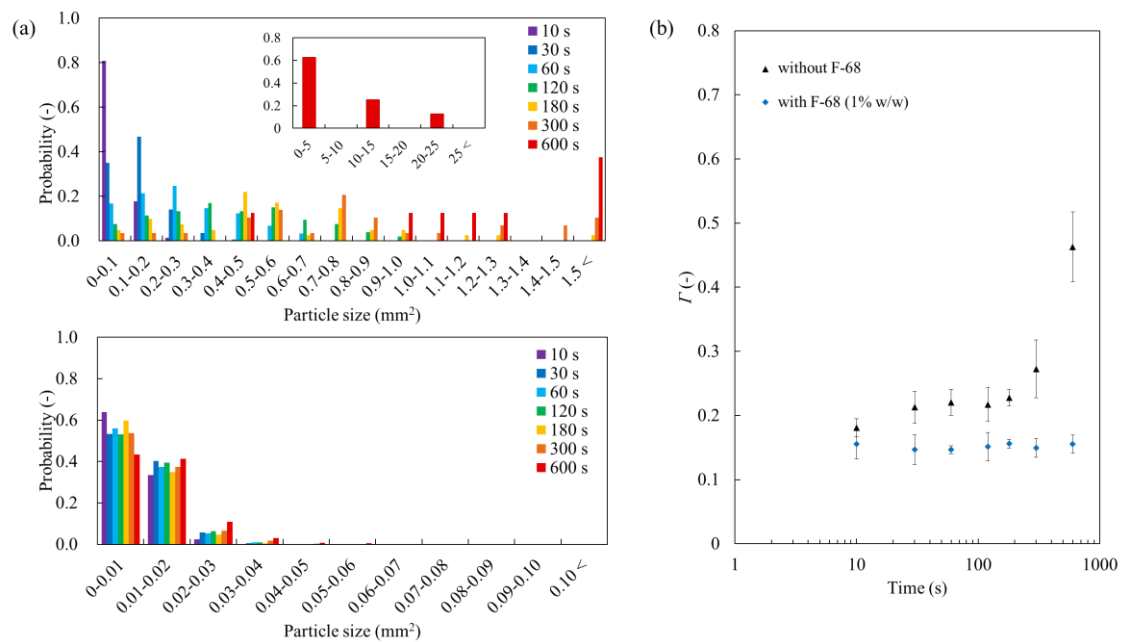 (a)
1.0
0.8
0.6
0.4
0.2
0.0
Probability (-)
0-0.1
0.1-0.2
0.2-0.3
0.3-0.4
0.4-0.5
0.5-0.6
0.6-0.7
0.7-0.8
0.8-0.9
0.9-1.0
1.0-1.1
1.1-1.2
1.2-1.3
1.3-1.4
1.4-1.5
1.5 <
Particle size (mm²)
0.8
0.6
0.4
0.2
0
0-5
5-10
10-15
15-20
20-25
25 <
10 s
30 s
60 s
120 s
180 s
300 s
600 s
1.0
0.8
0.6
0.4
0.2
0.0
Probability (-)
0-0.01
0.01-0.02
0.02-0.03
0.03-0.04
0.04-0.05
0.05-0.06
0.06-0.07
0.07-0.08
0.08-0.09
0.09-0.10
0.10 <
Particle size (mm²)
10 s
30 s
60 s
120 s
180 s
300 s
600 s
(b)
0.8
0.7
0.6
0.5
0.4
0.3
0.2
0.1
0
Γ (-)
without F-68
with F-68 (1% w/w)
1
10
100
1000
Time (s)